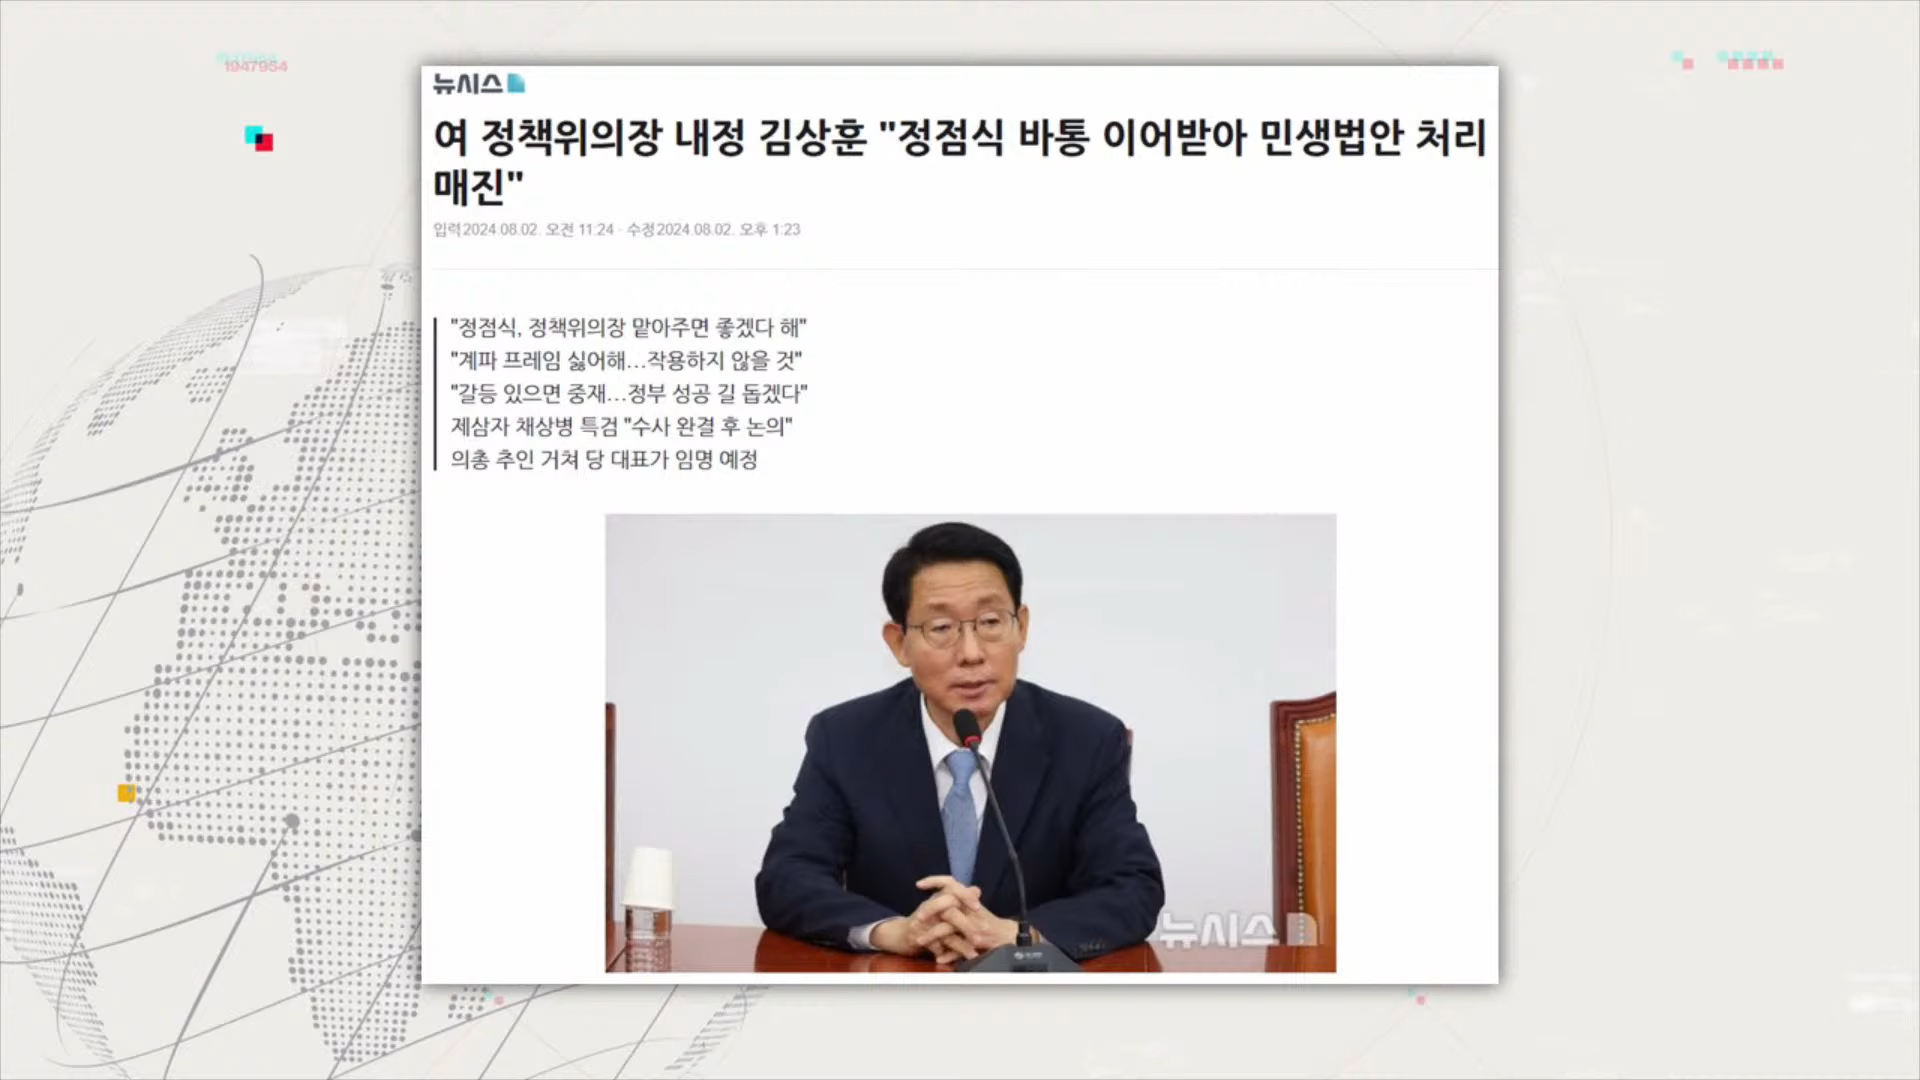 1947954
뉴시스
여 정책위의장 내정 김상훈 "정점식 바통 이어받아 민생법안 처리
매진"
입력2024.08.02. 오전 11:24 · 수정2024.08.02. 오후 1:23
"정점식, 정책위의장 맡아주면 좋겠다 해"
"계파 프레임 싫어해…작용하지 않을 것"
"갈등 있으면 중재…정부 성공 길 돕겠다"
제삼자 채상병 특검 "수사 완결 후 논의"
의총 추인 거쳐 당 대표가 임명 예정
뉴시스